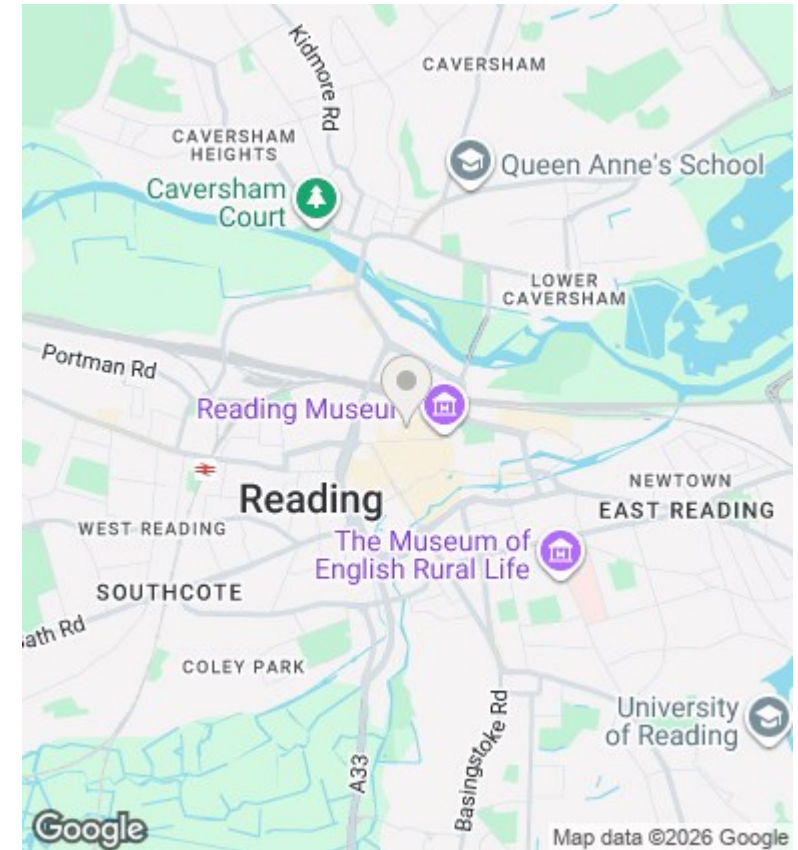 Kidmore Rd
CAVERSHAM
CAVERSHAM
HEIGHTS
Queen Anne's School
Caversham
Court
LOWER
CAVERSHAM
Portman Rd
Reading Museu
Reading
NEWTOWN
EAST READING
WEST READING
The Museum of
English Rural Life
SOUTHCOTE
ath Rd
COLEY PARK
University
of Reading
A33
Basingstoke Rd
Google
Map data ©2026 Google